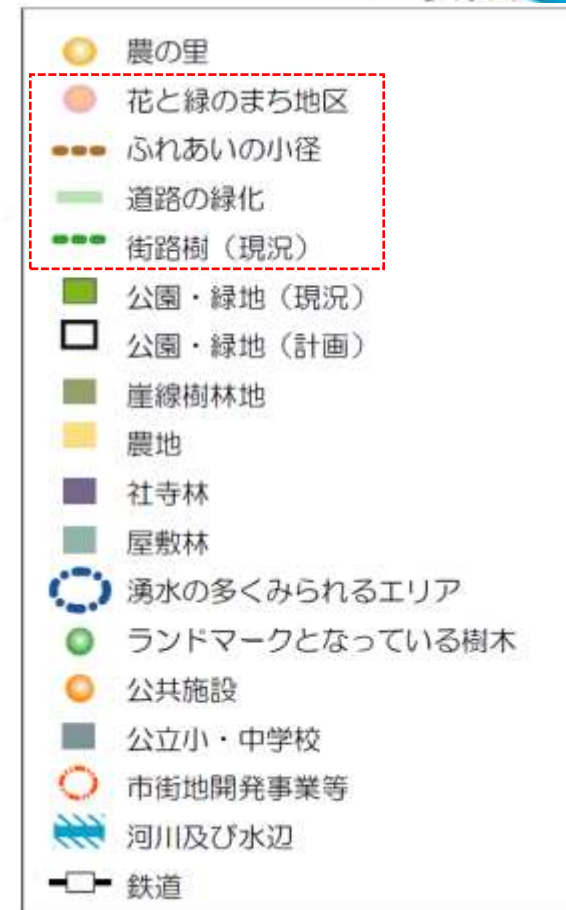 農の里
花と緑のまち地区
ふれあいの小径
道路の緑化
街路樹（現況）
公園・緑地（現況）
公園・緑地（計画）
崖線樹林地
農地
社寺林
屋敷林
湧水の多くみられるエリア
ランドマークとなっている樹木
公共施設
公立小・中学校
市街地開発事業等
河川及び水辺
鉄道